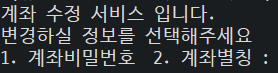 계좌 수정 서비스 입니다.
변경하실 정보를 선택해주세요
1. 계좌비밀번호  2. 계좌별칭 :